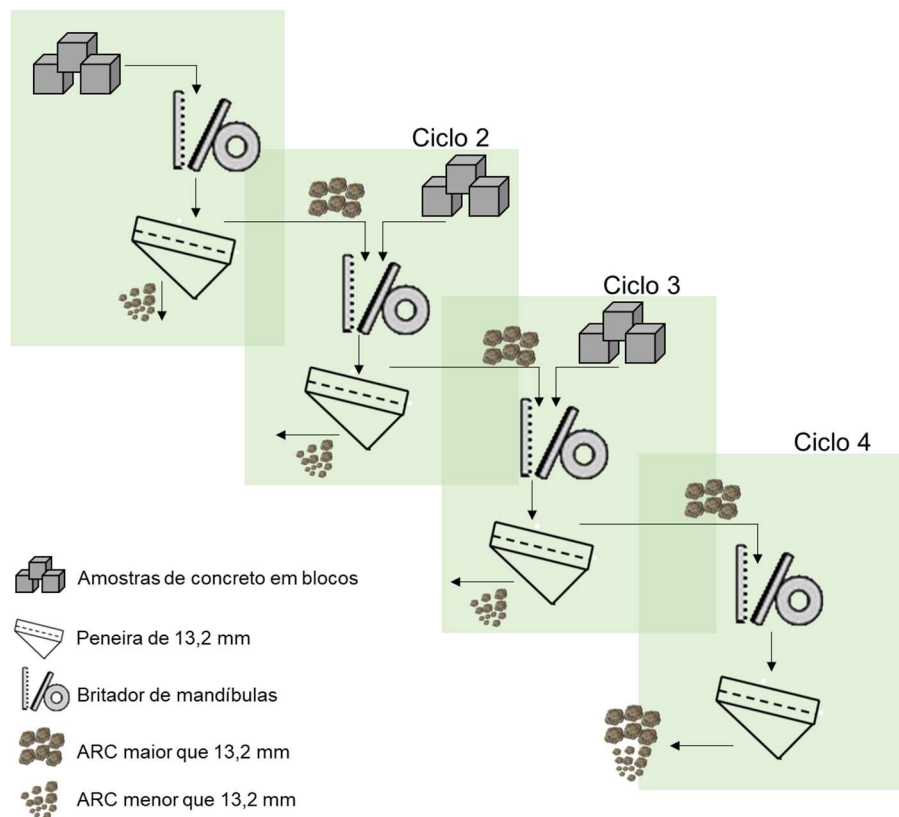 Ciclo 2
Ciclo 3
Ciclo 4
Amostras de concreto em blocos
Peneira de 13,2 mm
Britador de mandíbulas
ARC maior que 13,2 mm
ARC menor que 13,2 mm